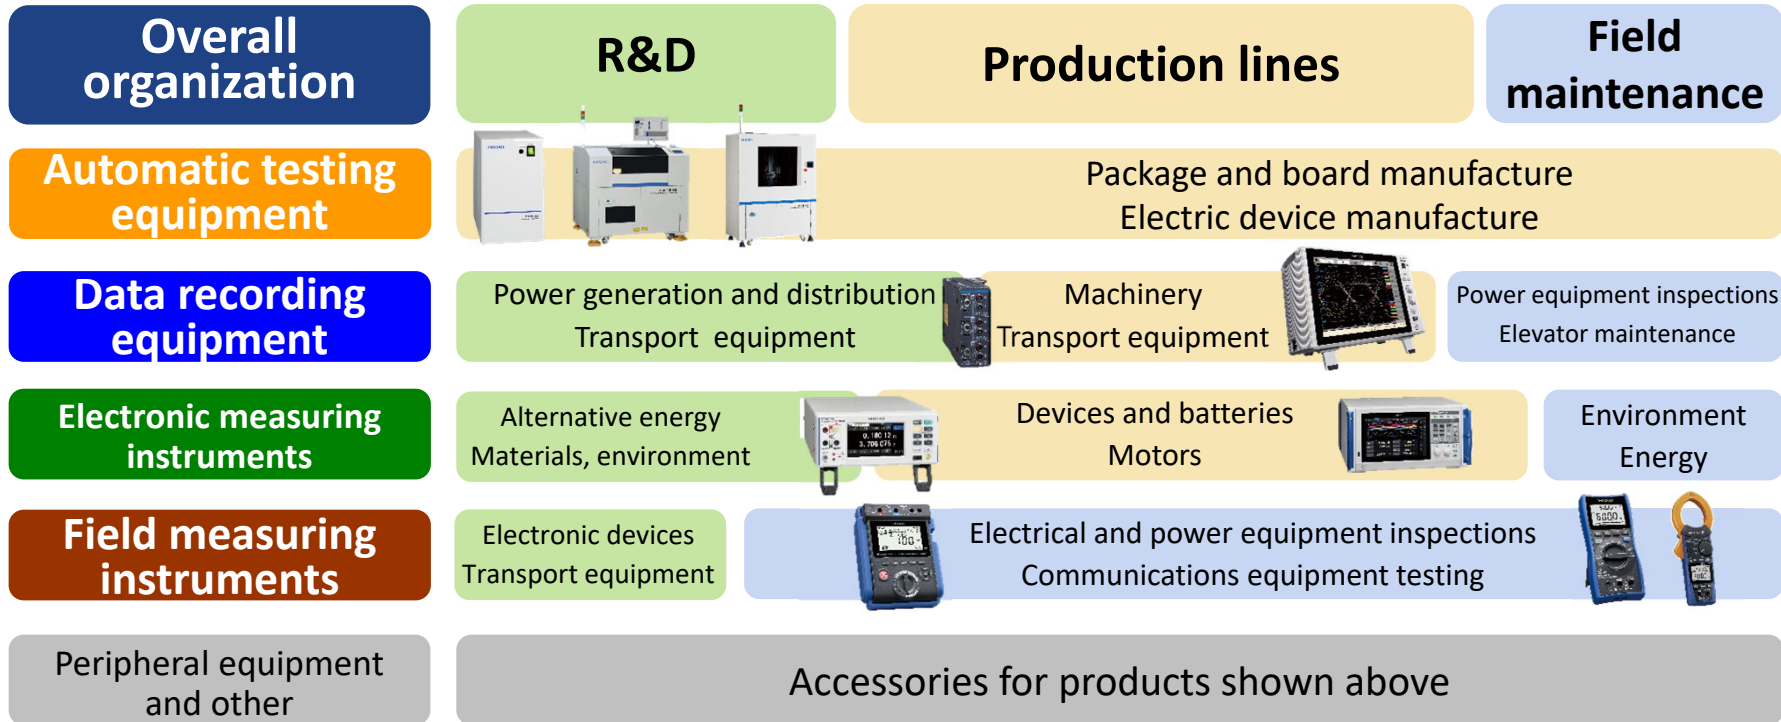 Overall
organization
R&D
Production lines
Field
maintenance
Automatic testing
equipment
Package and board manufacture
Electric device manufacture
Data recording
equipment
Power generation and distribution
Transport equipment
Machinery
Transport equipment
Power equipment inspections
Elevator maintenance
Electronic measuring
instruments
Alternative energy
Materials, environment
Devices and batteries
Motors
Environment
Energy
Field measuring
instruments
Electronic devices
Transport equipment
Electrical and power equipment inspections
Communications equipment testing
Peripheral equipment
and other
Accessories for products shown above